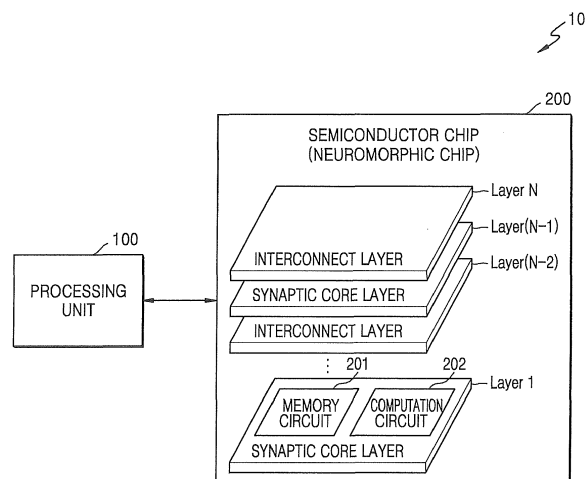 10
200
SEMICONDUCTOR CHIP
(NEUROMORPHIC CHIP)
Layer N
Layer(N-1)
INTERCONNECT LAYER
Layer(N-2)
100
PROCESSING
UNIT
SYNAPTIC CORE LAYER
INTERCONNECT LAYER
201
202
Layer 1
MEMORY
CIRCUIT
COMPUTATION
CIRCUIT
SYNAPTIC CORE LAYER